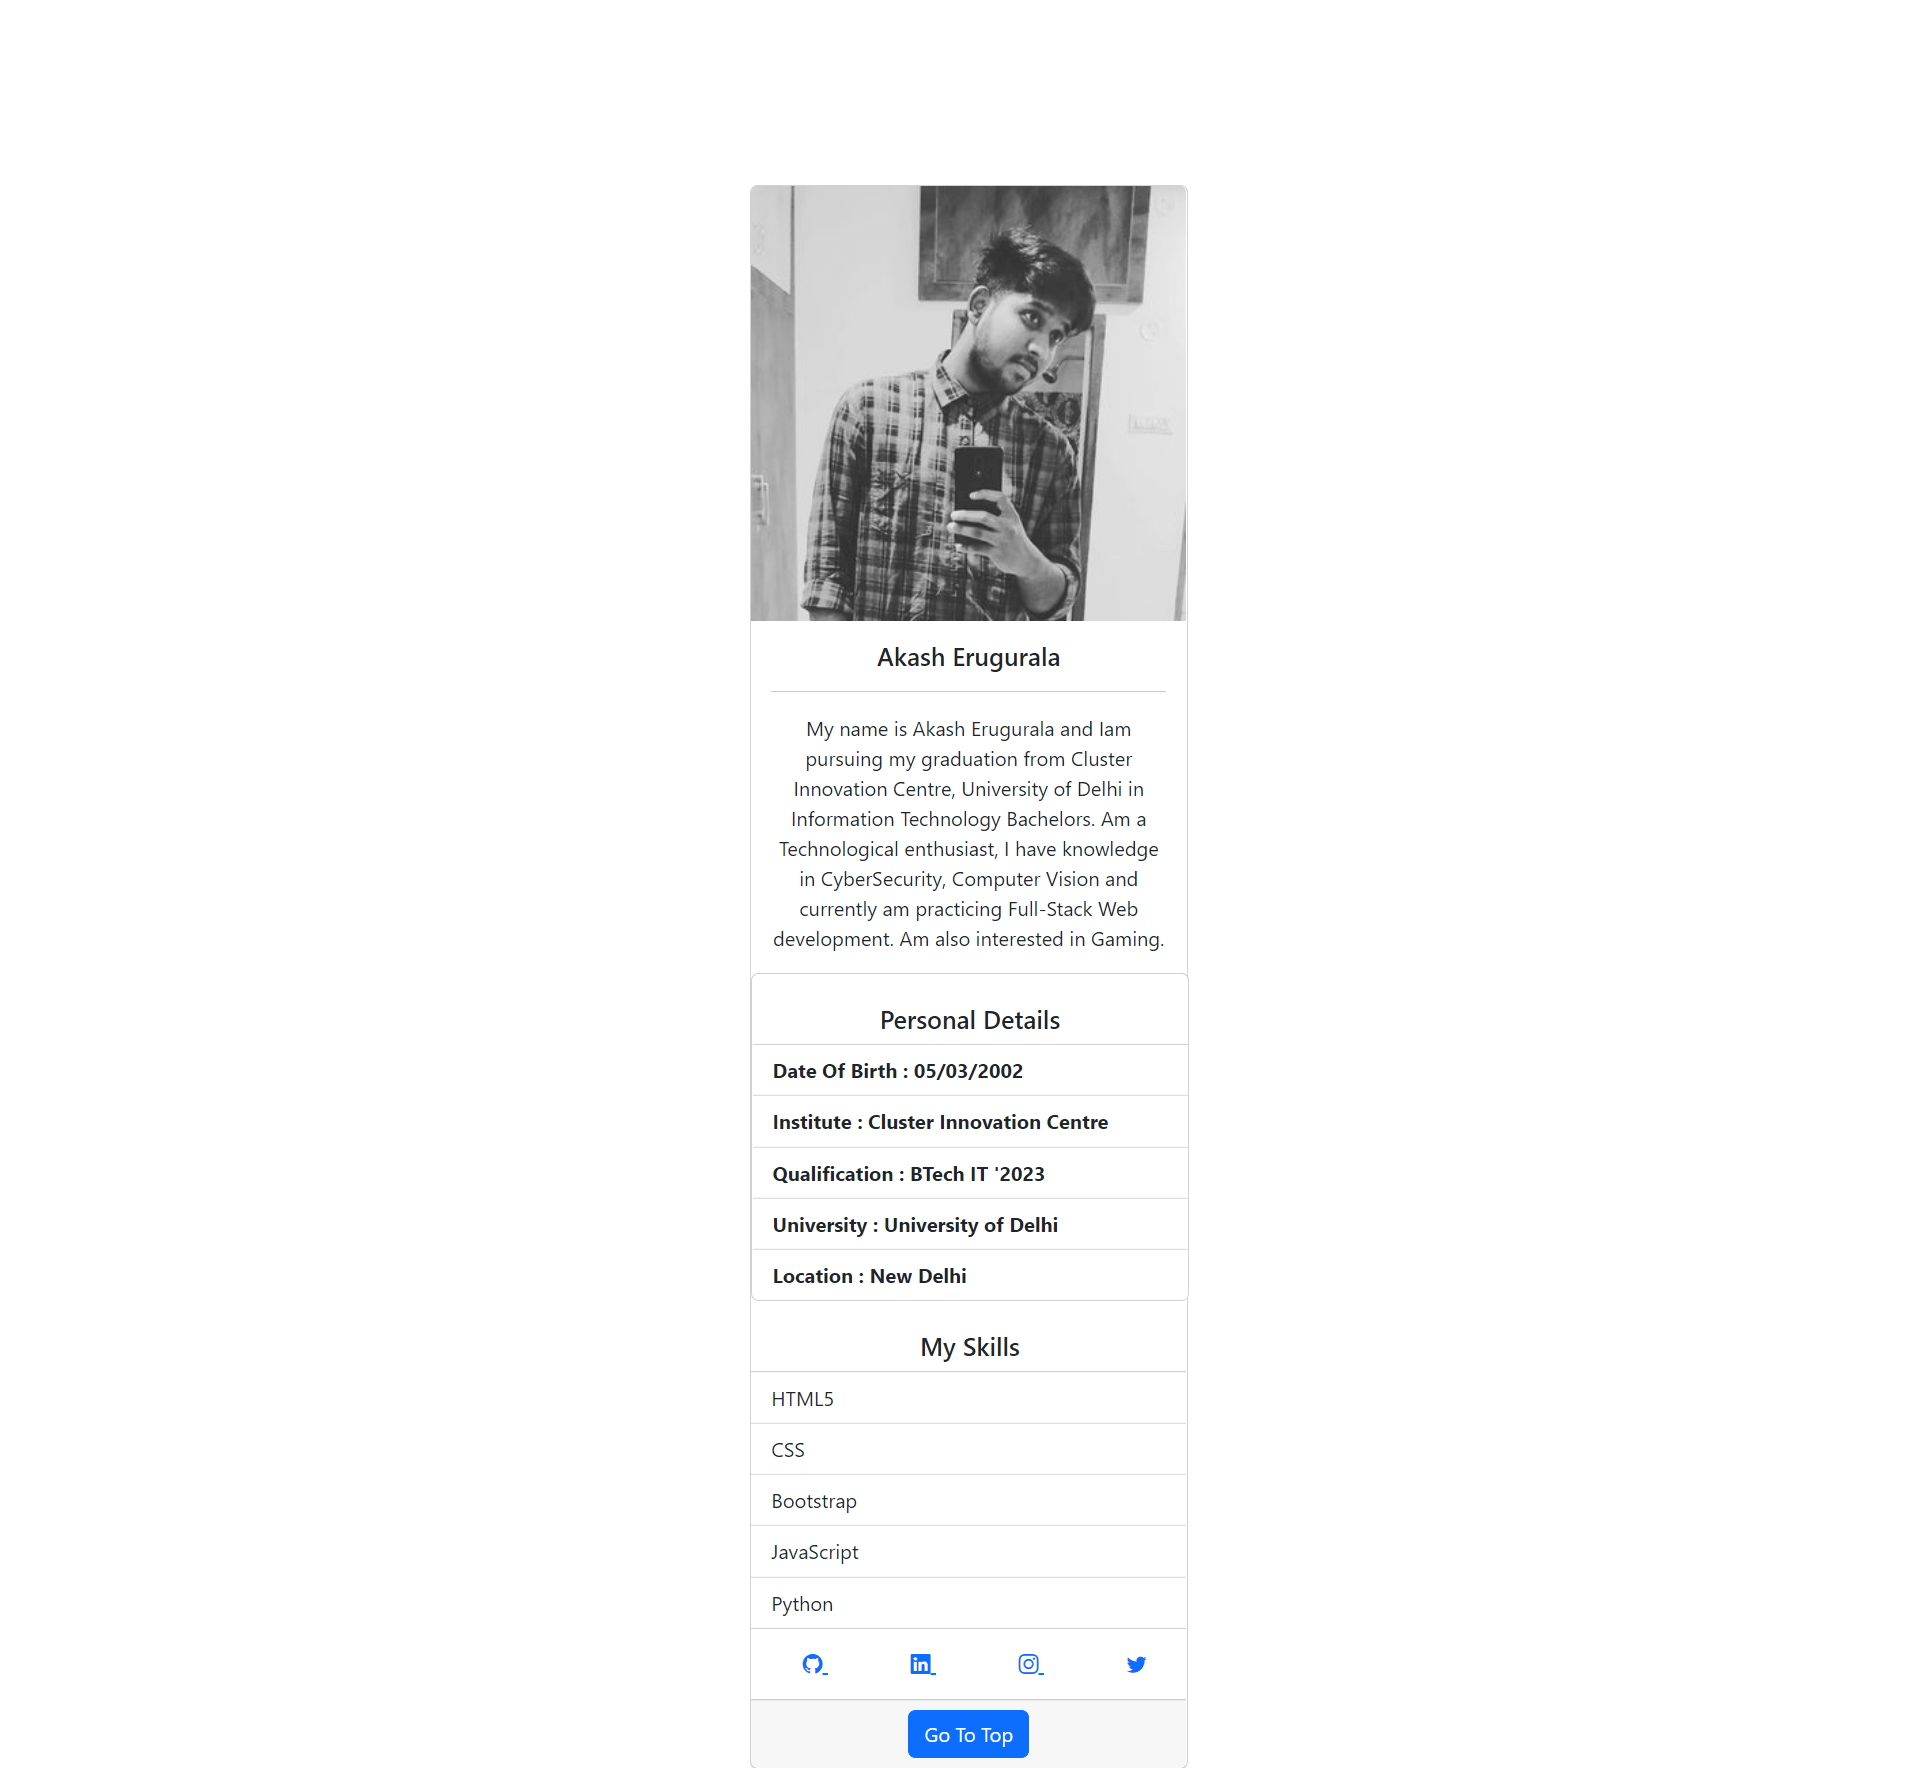 Akash Erugurala
My name is Akash Erugurala and Iam
pursuing my graduation from Cluster
Innovation Centre, University of Delhi in
Information Technology Bachelors. Am a
Technological enthusiast, I have knowledge
in CyberSecurity, Computer Vision and
currently am practicing Full-Stack Web
development. Am also interested in Gaming.
Personal Details
Date Of Birth : 05/03/2002
Institute : Cluster Innovation Centre
Qualification : BTech IT '2023
University : University of Delhi
Location : New Delhi
My Skills
HTML5
CSS
Bootstrap
JavaScript
Python
in
Go To Top